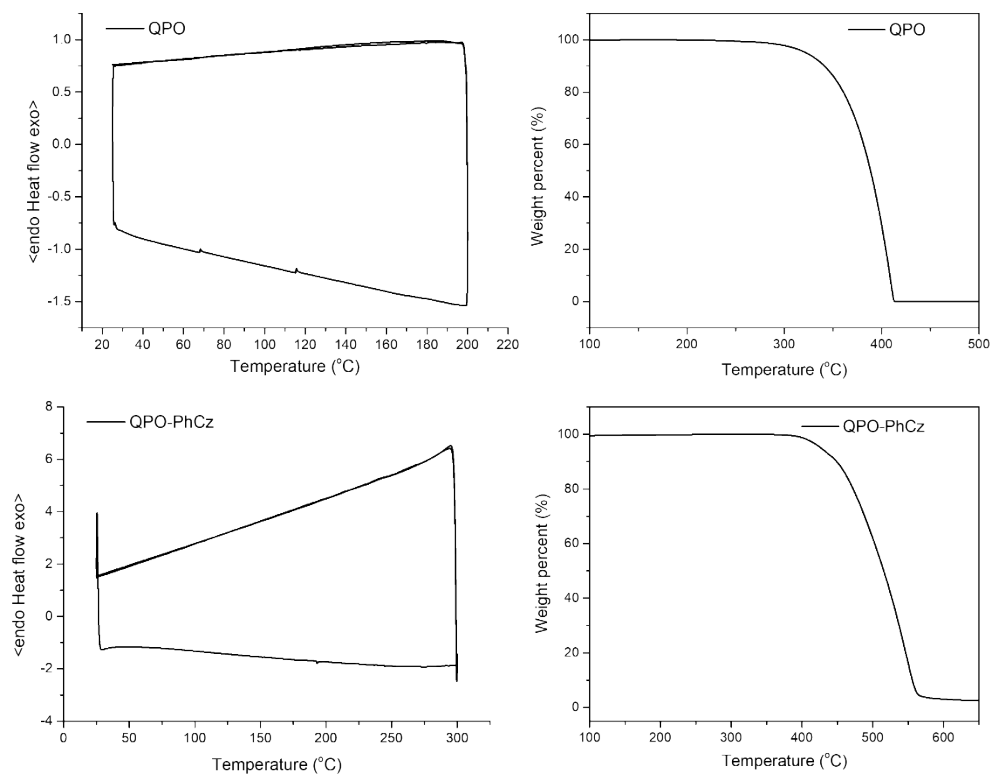 QPO
1.0
0.5
0.0
-0.5
-1.0
-1.5
<endo Heat flow exo>
20 40 60 80 100 120 140 160 180 200 220
Temperature (°C)
QPO
100
80
60
40
20
0
Weight percent (%)
100 200 300 400 500
Temperature (°C)
QPO-PhCz
8
6
4
2
0
-2
-4
<endo Heat flow exo>
0 50 100 150 200 250 300
Temperature (°C)
QPO-PhCz
100
80
60
40
20
0
Weight percent (%)
100 200 300 400 500 600
Temperature (°C)